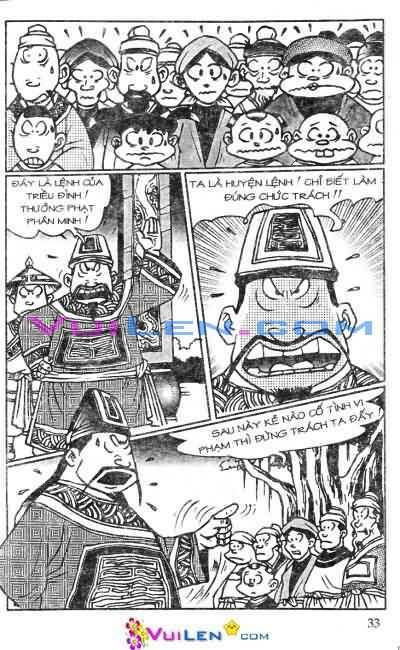 ĐÂY LÀ LỆNH CỦA
TRIỀU ĐÌNH !
THƯỞNG PHẠT
PHÂN MINH !
TA LÀ HUYỆN LỆNH ! CHỈ BIẾT LÀM
ĐÚNG CHỨC TRÁCH !!
VUILEN.COM
SAU NÀY KẺ NÀO CỐ TÌNH VI
PHẠM THÌ ĐỪNG TRÁCH TA ĐẤY !
33
VUILEN.COM